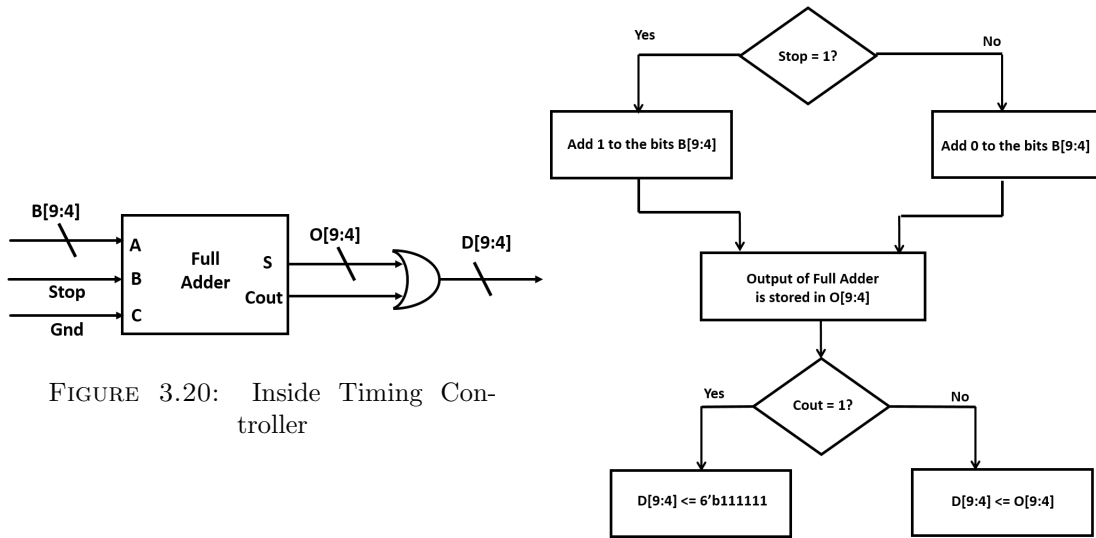 B[9:4]
A
Stop
B
Gnd
C
Full
Adder
S
Cout
O[9:4]
D[9:4]
FIGURE 3.20: Inside Timing Con-
troller
Stop = 1?
Yes
No
Add 1 to the bits B[9:4]
Add 0 to the bits B[9:4]
Output of Full Adder
is stored in O[9:4]
Cout = 1?
Yes
No
D[9:4] <= 6'b111111
D[9:4] <= O[9:4]